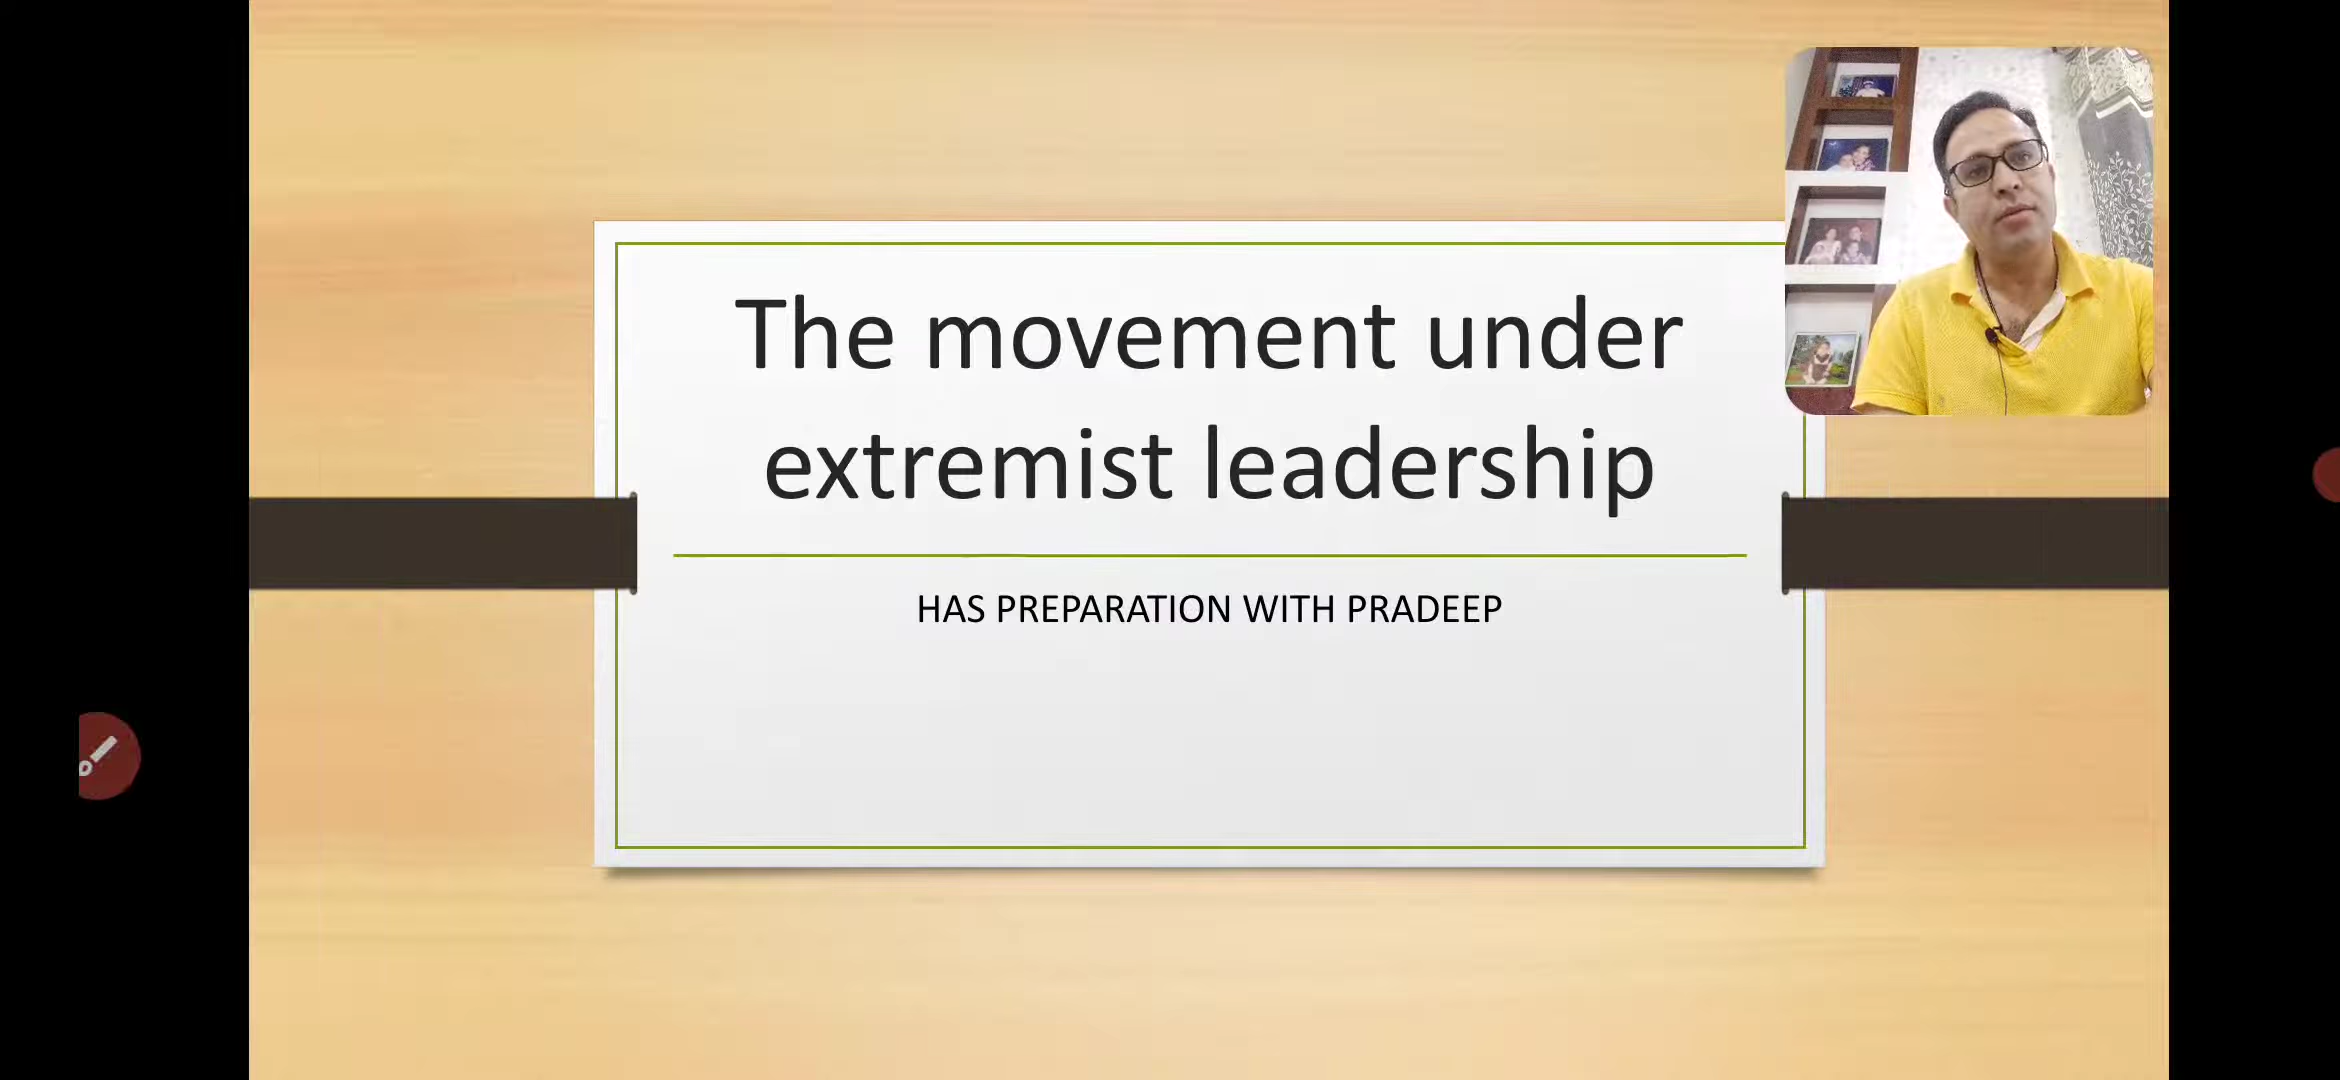 The movement under
extremist leadership
HAS PREPARATION WITH PRADEEP